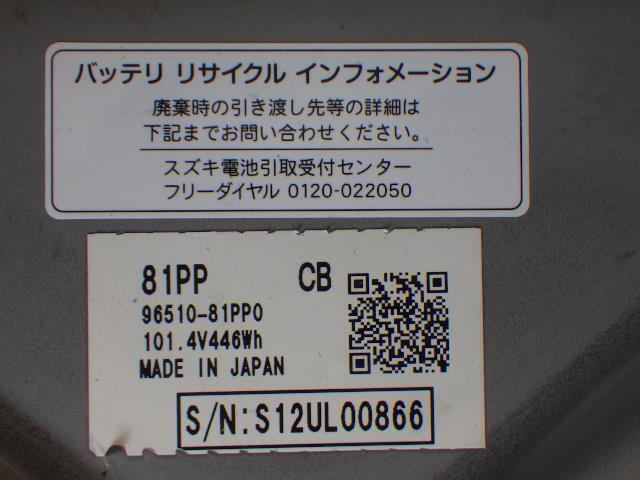 バッテリ リサイクル インフォメーション
廃棄時の引き渡し先等の詳細は
下記までお問い合わせください。
スズキ電池引取受付センター
フリーダイヤル 0120-022050
81PP CB
96510-81PP0
101.4V446Wh
MADE IN JAPAN
S/N:S12UL00866